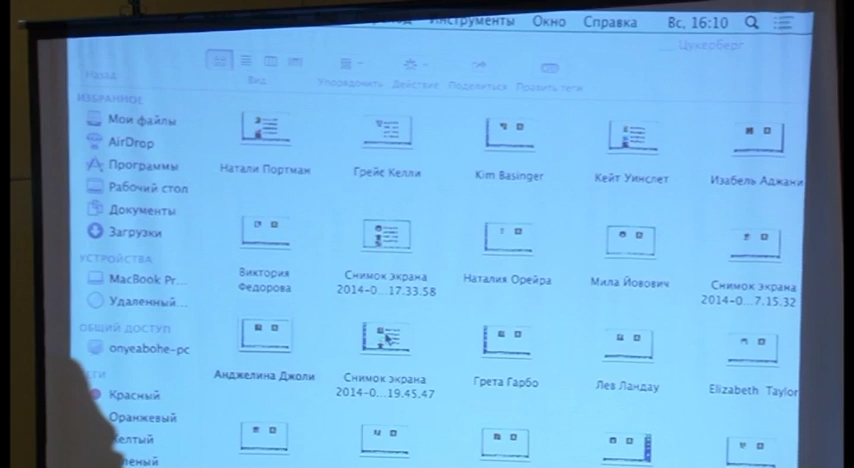 Инструменты Окно Справка Вс, 16:10
Цукерберг
Назад
Вид Упорядочить Действие Поделиться Править теги
ИЗБРАННОЕ
Мои файлы
AirDrop
Программы
Рабочий стол
Документы
Загрузки
УСТРОЙСТВА
MacBook Pr...
Удаленный...
ОБЩИЙ ДОСТУП
onyeabohe-pc
Красный
Оранжевый
Натали Портман
Грейс Келли
Kim Basinger
Кейт Уинслет
Изабель Аджани
Виктория
Федорова
Снимок экрана
2014-0...17.33.58
Наталия Орейра
Мила Йовович
Снимок экрана
2014-0...7.15.32
Анджелина Джоли
Снимок экрана
2014-0...19.45.47
Грета Гарбо
Лев Ландау
Elizabeth Taylor